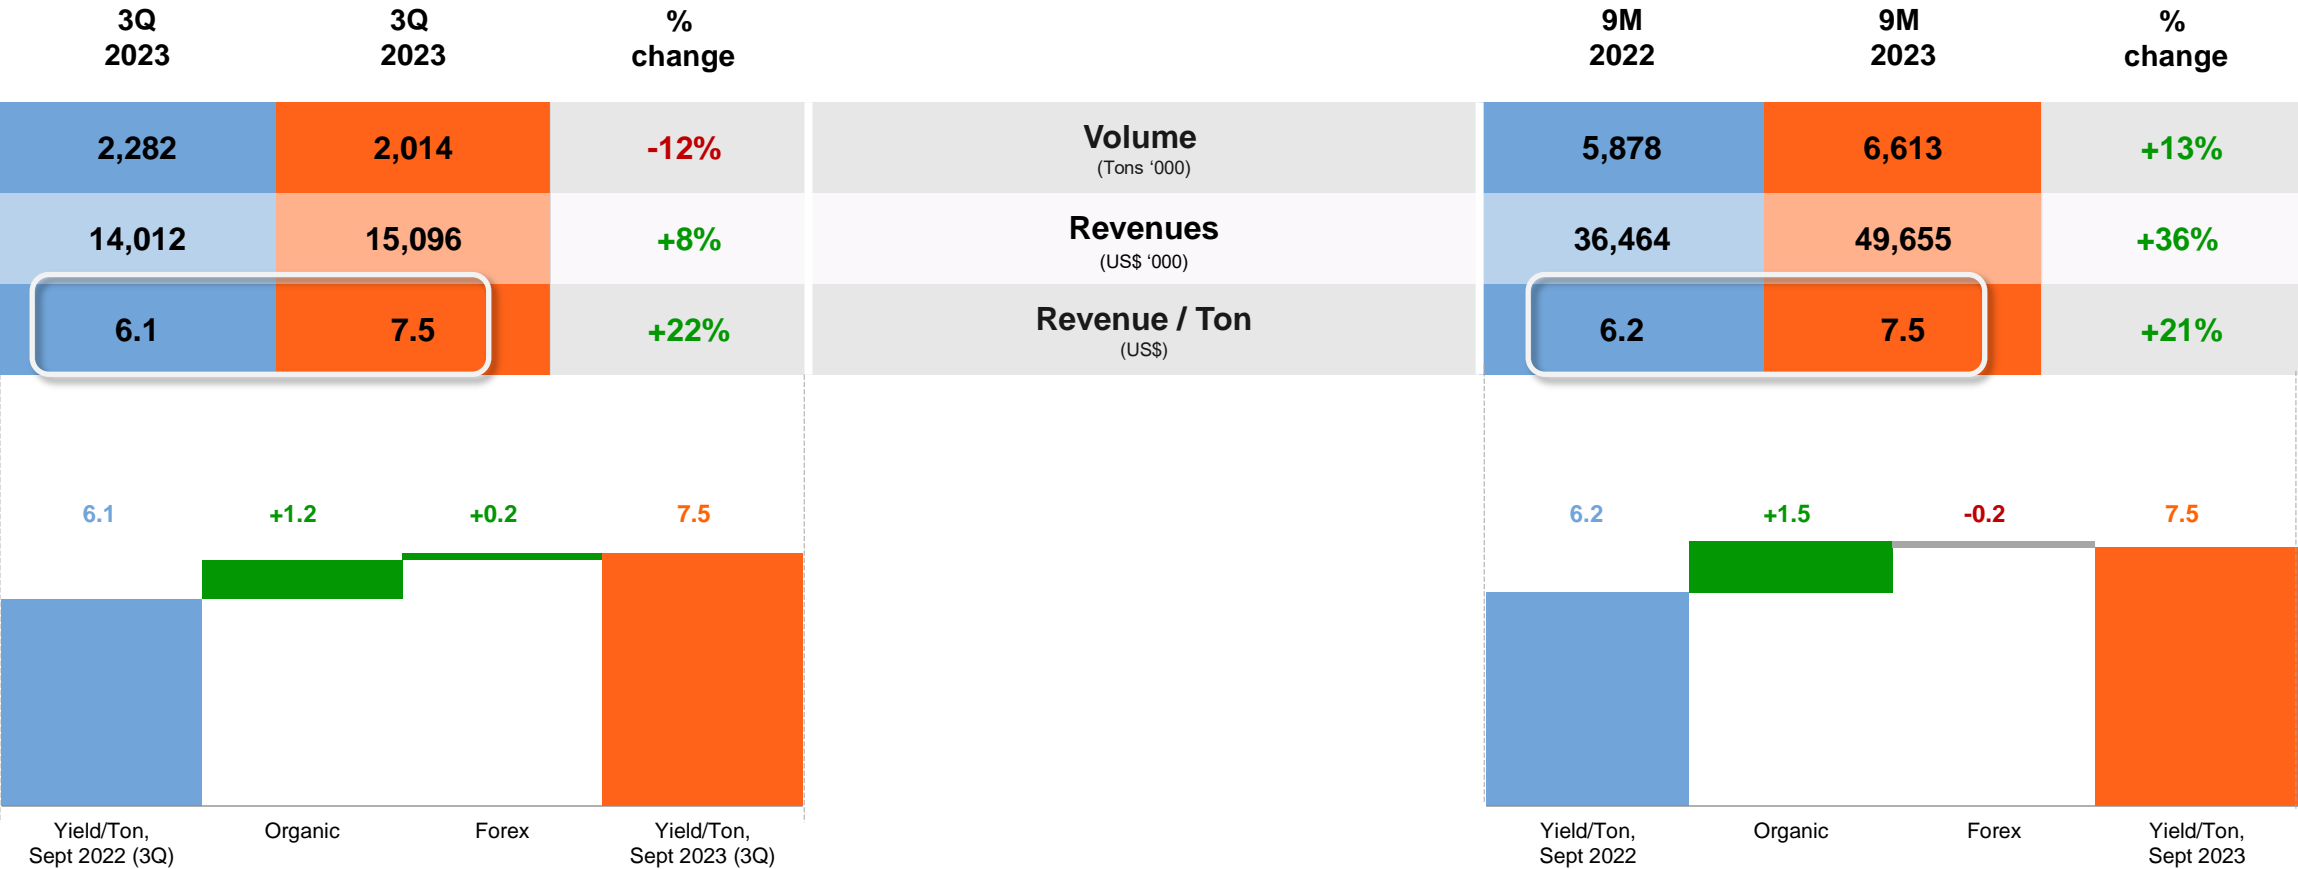 3Q
2023
3Q
2023
%
change
9M
2022
9M
2023
%
change
2,282
2,014
-12%
Volume
(Tons ‘000)
5,878
6,613
+13%
14,012
15,096
+8%
Revenues
(US$ ‘000)
36,464
49,655
+36%
6.1
7.5
+22%
Revenue / Ton
(US$)
6.2
7.5
+21%
6.1
+1.2
+0.2
7.5
6.2
+1.5
-0.2
7.5
Yield/Ton,
Sept 2022 (3Q)
Organic
Forex
Yield/Ton,
Sept 2023 (3Q)
Yield/Ton,
Sept 2022
Organic
Forex
Yield/Ton,
Sept 2023